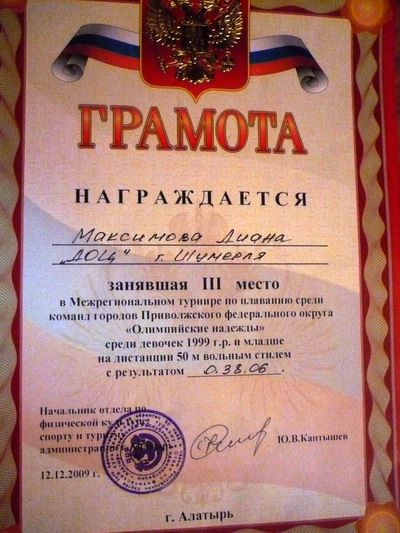 ГРАМОТА
НАГРАЖДАЕТСЯ
Максимова Диана
„ДОЦ" г. Шумерля
занявшая III место
в Межрегиональном турнире по плаванию среди
команд городов Приволжского федерального округа
«Олимпийские надежды»
среди девочек 1999 г.р. и младше
на дистанции 50 м вольным стилем
с результатом 0.38.06.
Начальник отдела по
физической культуре
спорту и туризму
администрации
Ю.В.Кантышев
12.12.2009 г.
г. Алатырь